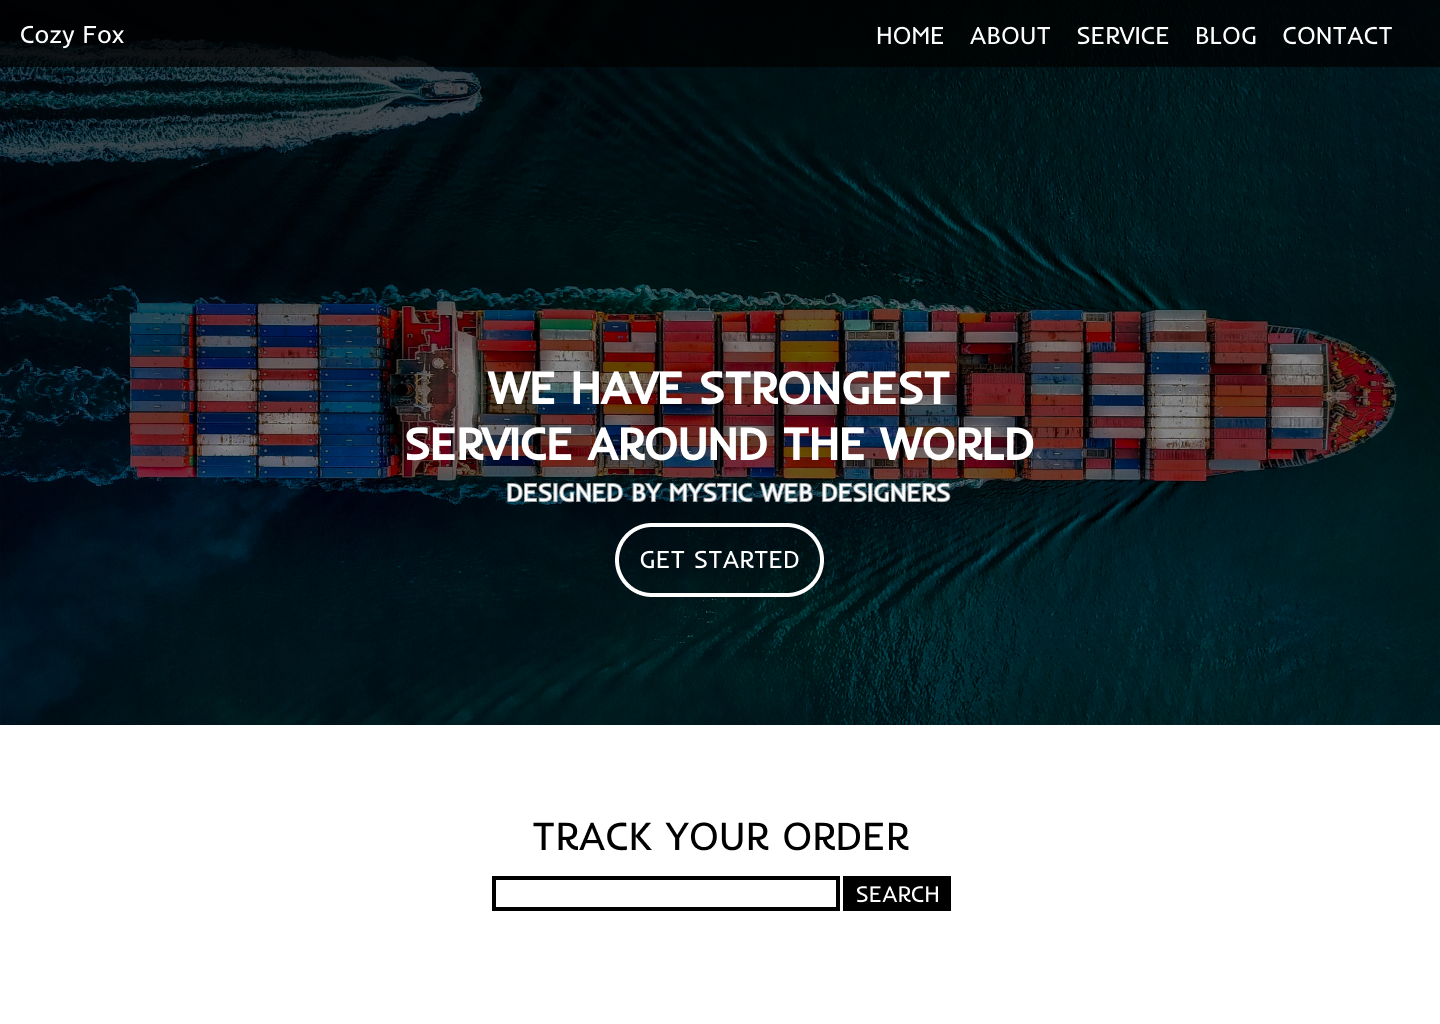 Cozy Fox
HOME ABOUT SERVICE BLOG CONTACT
WE HAVE STRONGEST
SERVICE AROUND THE WORLD
DESIGNED BY MYSTIC WEB DESIGNERS
GET STARTED
TRACK YOUR ORDER
SEARCH